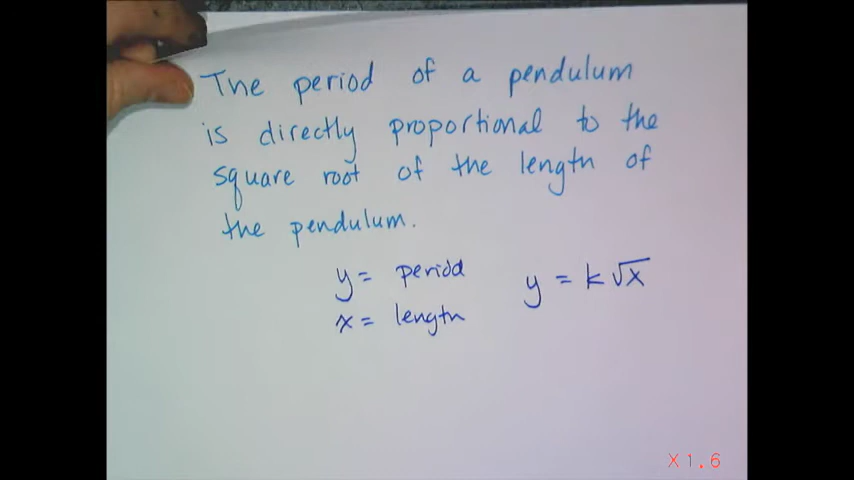 The period of a pendulum
is directly proportional to the
square root of the length of
the pendulum.
y = period
x = length
y = k√x
X1.6